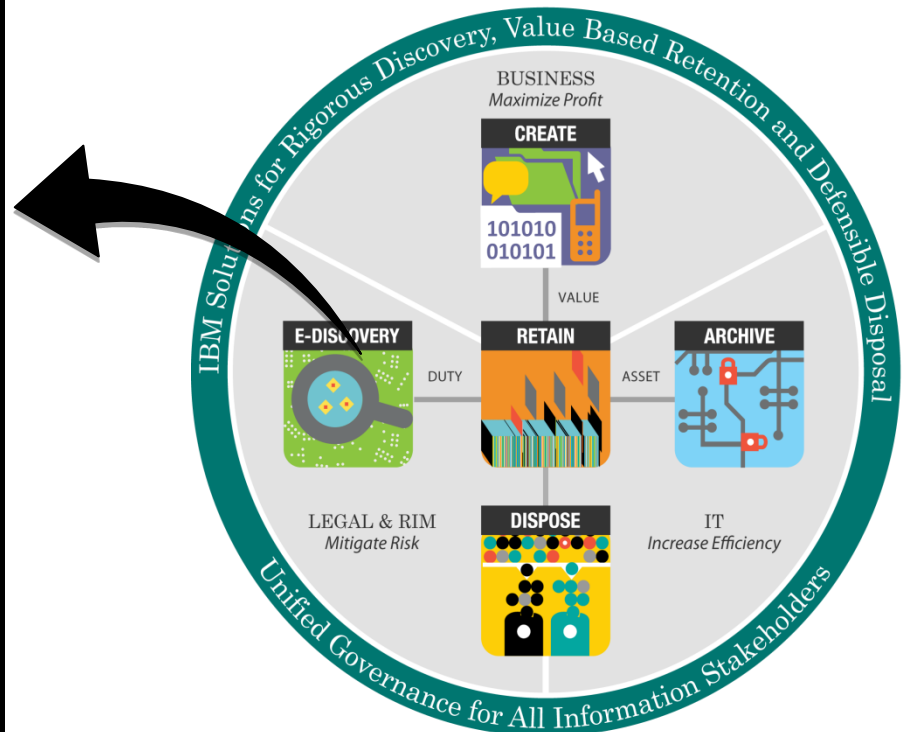 IBM Solutions for Rigorous Discovery, Value Based Retention and Defensible Disposal
BUSINESS
Maximize Profit
CREATE
101010
010101
VALUE
E-DISCOVERY
RETAIN
ARCHIVE
DUTY
ASSET
LEGAL & RIM
Mitigate Risk
DISPOSE
IT
Increase Efficiency
Unified Governance for All Information Stakeholders